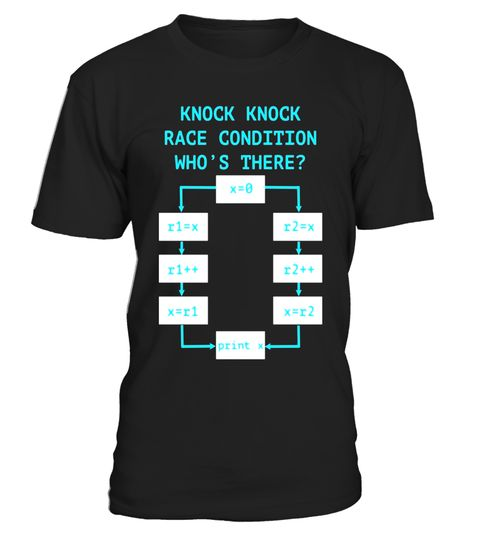 KNOCK KNOCK
RACE CONDITION
WHO'S THERE?
x=0
r1=x
r2=x
r1++
r2++
x=r1
x=r2
print x